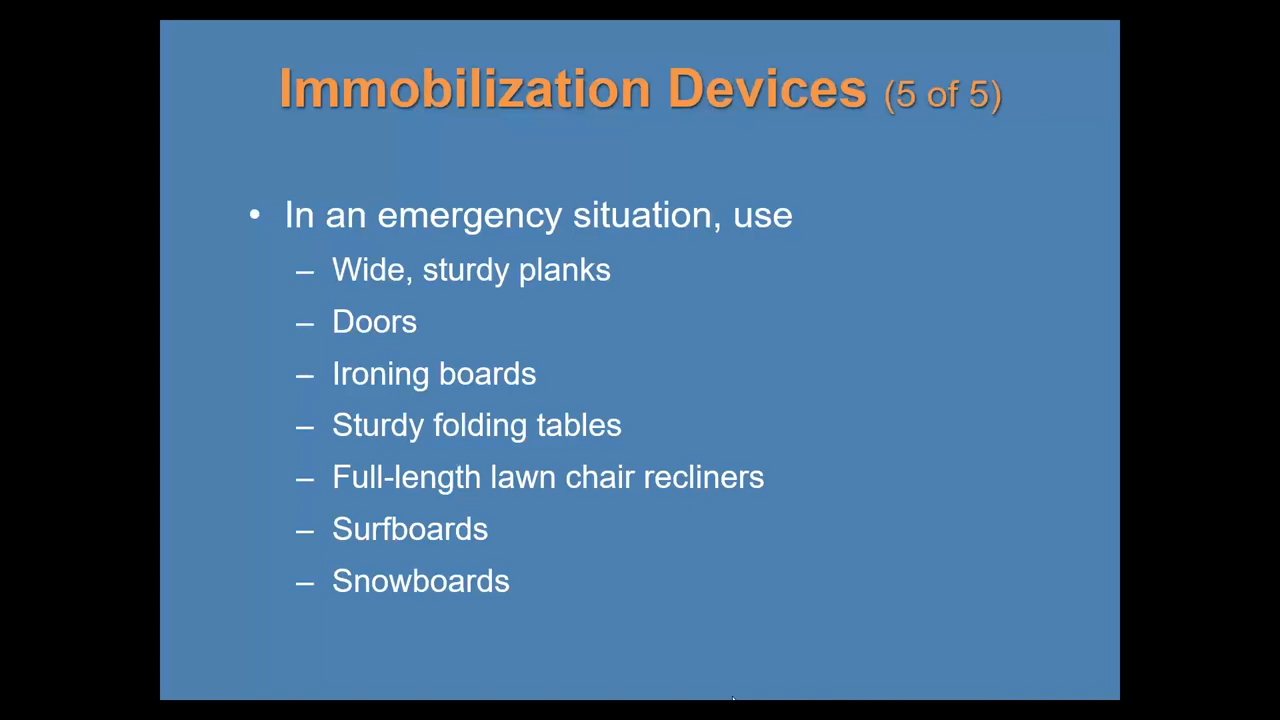 Immobilization Devices (5 of 5)
• In an emergency situation, use
– Wide, sturdy planks
– Doors
– Ironing boards
– Sturdy folding tables
– Full-length lawn chair recliners
– Surfboards
– Snowboards